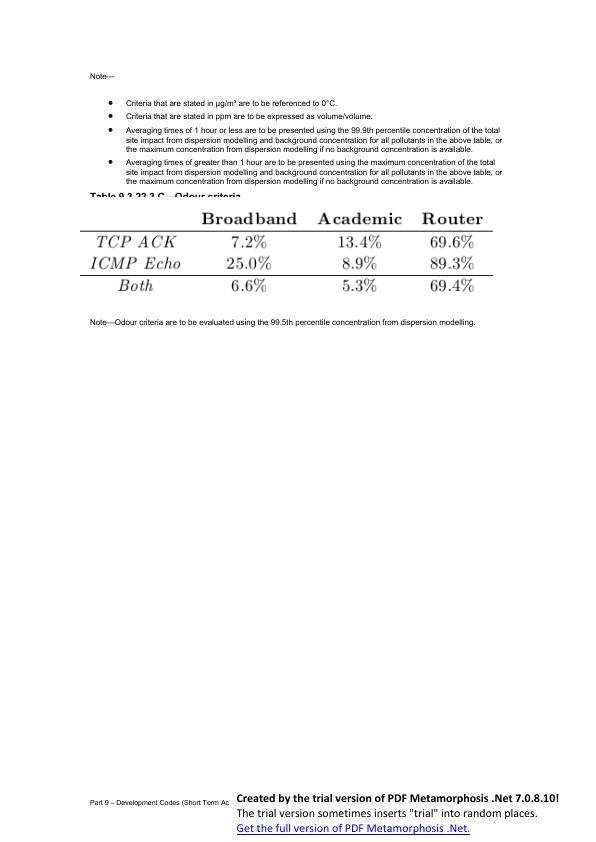 Note—
● Criteria that are stated in µg/m³ are to be referenced to 0°C.
● Criteria that are stated in ppm are to be expressed as volume/volume.
● Averaging times of 1 hour or less are to be presented using the 99.9th percentile concentration of the total
site impact from dispersion modelling and background concentration for all pollutants in the above table, or
the maximum concentration from dispersion modelling if no background concentration is available.
● Averaging times of greater than 1 hour are to be presented using the maximum concentration of the total
site impact from dispersion modelling and background concentration for all pollutants in the above table, or
the maximum concentration from dispersion modelling if no background concentration is available.
Table 9.3.22.3.C – Odour criteria
Broadband Academic Router
TCP ACK 7.2% 13.4% 69.6%
ICMP Echo 25.0% 8.9% 89.3%
Both 6.6% 5.3% 69.4%
Note—Odour criteria are to be evaluated using the 99.5th percentile concentration from dispersion modelling.
Part 9 – Development Codes (Short Term Ac
Created by the trial version of PDF Metamorphosis .Net 7.0.8.10!
The trial version sometimes inserts "trial" into random places.
Get the full version of PDF Metamorphosis .Net.